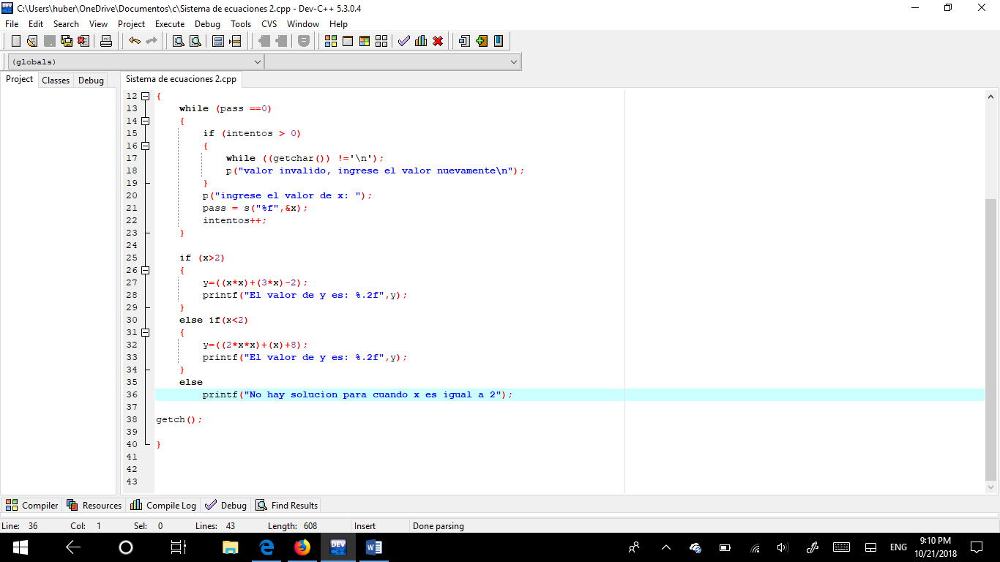 C:\Users\huber\OneDrive\Documentos\c\Sistema de ecuaciones 2.cpp - Dev-C++ 5.3.0.4
File Edit Search View Project Execute Debug Tools CVS Window Help
(globals)
Project Classes Debug
Sistema de ecuaciones 2.cpp
12 {
13 while (pass ==0)
14 {
15 if (intentos > 0)
16 {
17 while ((getchar()) !='\n');
18 p("valor invalido, ingrese el valor nuevamente\n");
19 }
20 p("ingrese el valor de x: ");
21 pass = s("%f",&x);
22 intentos++;
23 }
24
25 if (x>2)
26 {
27 y=((x*x)+(3*x)-2);
28 printf("El valor de y es: %.2f",y);
29 }
30 else if(x<2)
31 {
32 y=((2*x*x)+(x)+8);
33 printf("El valor de y es: %.2f",y);
34 }
35 else
36 printf("No hay solucion para cuando x es igual a 2");
37
38 getch();
39
40 }
41
42
43
Compiler Resources Compile Log Debug Find Results
Line: 36 Col: 1 Sel: 0 Lines: 43 Length: 608 Insert Done parsing
DEV
ENG
9:10 PM
10/21/2018